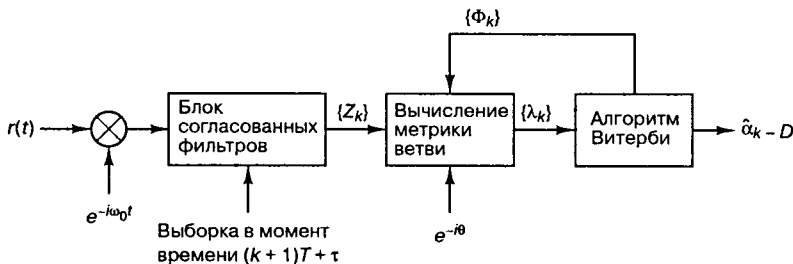 {Φk}
r(t)
Блок
согласованных
фильтров
{Zk}
Вычисление
метрики
ветви
{λk}
Алгоритм
Витерби
α̂k – D
e–iω0t
Выборка в момент
времени (k + 1)T + τ
e–iθ